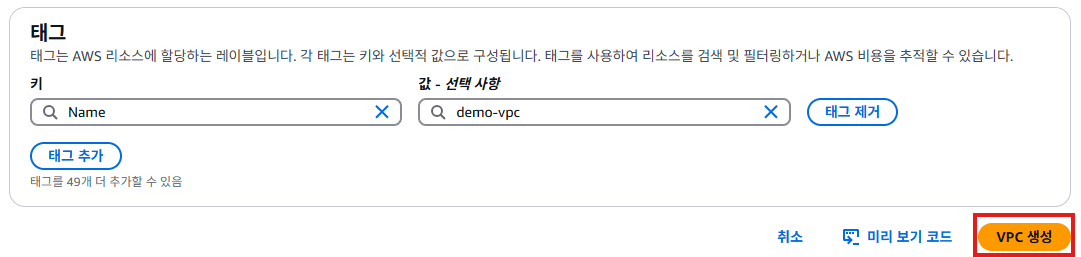 태그
태그는 AWS 리소스에 할당하는 레이블입니다. 각 태그는 키와 선택적 값으로 구성됩니다. 태그를 사용하여 리소스를 검색 및 필터링하거나 AWS 비용을 추적할 수 있습니다.
키
값 - 선택 사항
Name
demo-vpc
태그 제거
태그 추가
태그를 49개 더 추가할 수 있음
취소
미리 보기 코드
VPC 생성